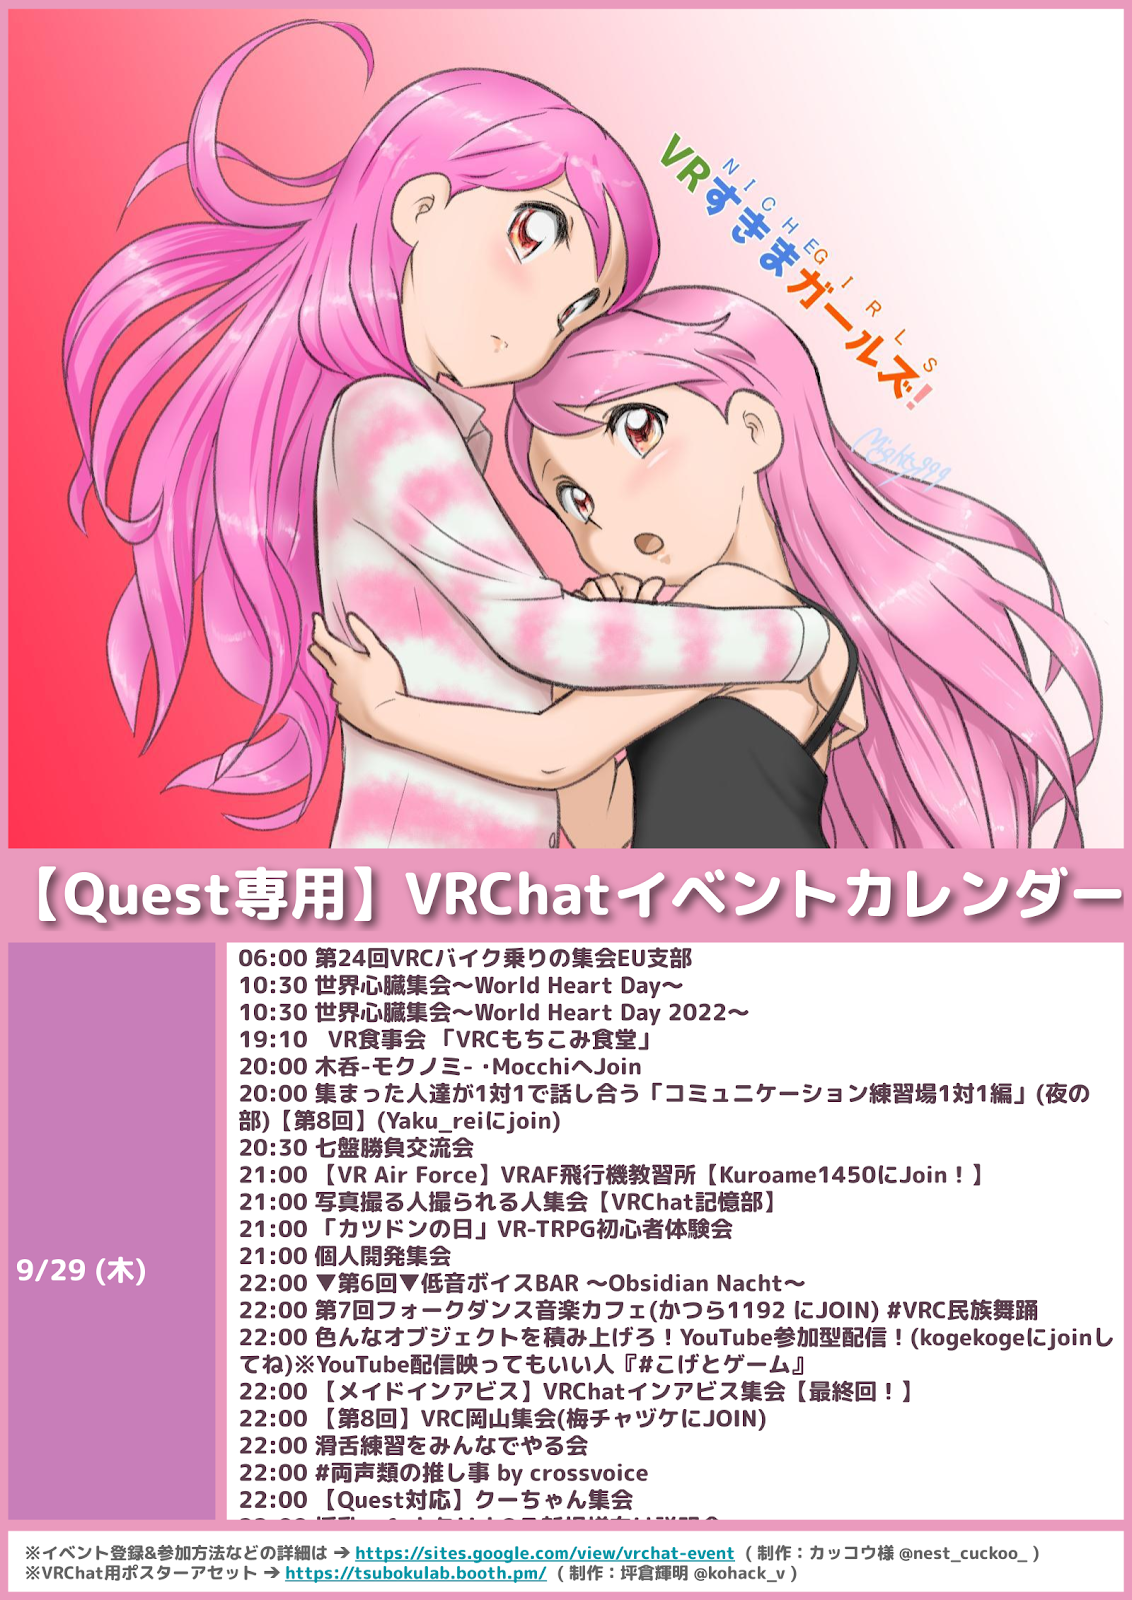 NICHE GIRLS
VRすきまガールズ!
Mighty999
【Quest専用】VRChatイベントカレンダー
9/29 (木)
06:00 第24回VRCバイク乗りの集会EU支部
10:30 世界心臓集会～World Heart Day～
10:30 世界心臓集会～World Heart Day 2022～
19:10 VR食事会 「VRCもちこみ食堂」
20:00 木呑-モクノミ- ･MocchiへJoin
20:00 集まった人達が1対1で話し合う「コミュニケーション練習場1対1編」(夜の
部)【第8回】(Yaku_reiにjoin)
20:30 七盤勝負交流会
21:00 【VR Air Force】VRAF飛行機教習所【Kuroame1450にJoin！】
21:00 写真撮る人撮られる人集会【VRChat記憶部】
21:00 「カツドンの日」VR-TRPG初心者体験会
21:00 個人開発集会
22:00 ▼第6回▼低音ボイスBAR ～Obsidian Nacht～
22:00 第7回フォークダンス音楽カフェ(かつら1192 にJOIN) #VRC民族舞踊
22:00 色んなオブジェクトを積み上げろ！YouTube参加型配信！(kogekogeにjoinし
てね)※YouTube配信映ってもいい人『#こげとゲーム』
22:00 【メイドインアビス】VRChatインアビス集会【最終回！】
22:00 【第8回】VRC岡山集会(梅チャヅケにJOIN)
22:00 滑舌練習をみんなでやる会
22:00 #両声類の推し事 by crossvoice
22:00 【Quest対応】クーちゃん集会
※イベント登録&参加方法などの詳細は ➔ https://sites.google.com/view/vrchat-event ( 制作：カッコウ様 @nest_cuckoo_ )
※VRChat用ポスターアセット ➔ https://tsubokulab.booth.pm/ ( 制作：坪倉輝明 @kohack_v )